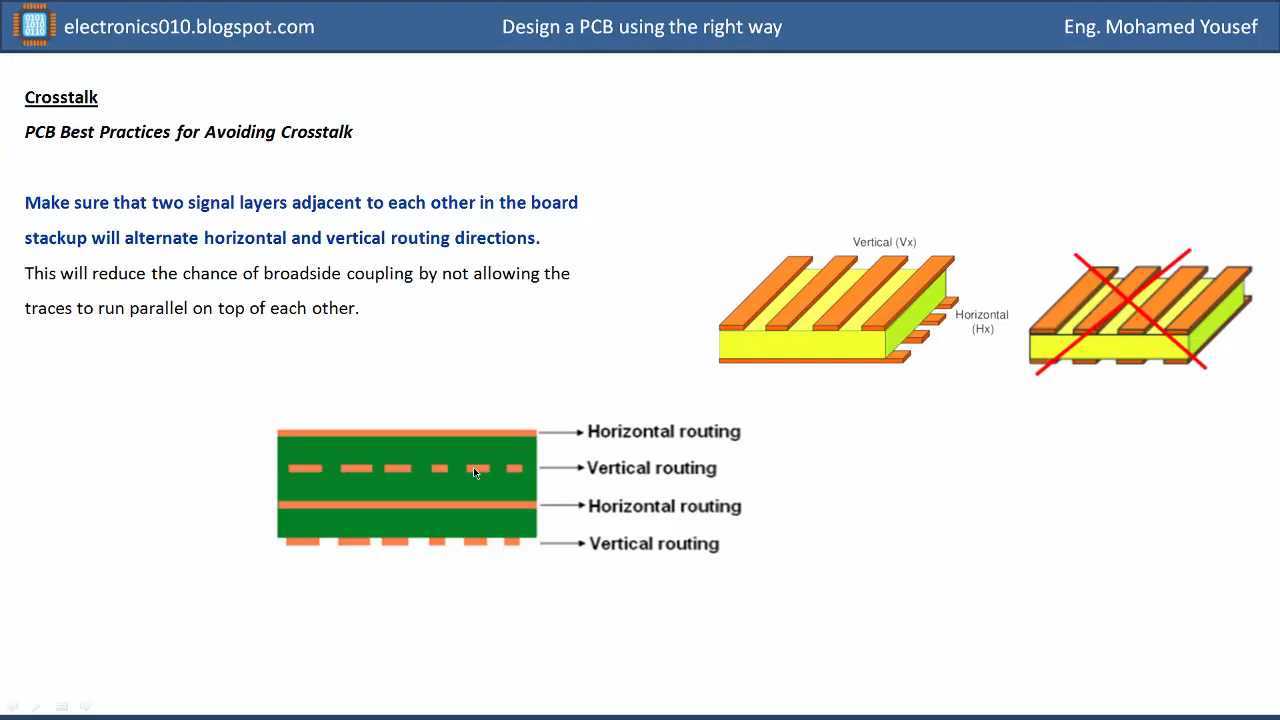 0101
1010
0110
electronics010.blogspot.com
Design a PCB using the right way
Eng. Mohamed Yousef
Crosstalk
PCB Best Practices for Avoiding Crosstalk
Make sure that two signal layers adjacent to each other in the board
stackup will alternate horizontal and vertical routing directions.
This will reduce the chance of broadside coupling by not allowing the
traces to run parallel on top of each other.
Vertical (Vx)
Horizontal
(Hx)
Horizontal routing
Vertical routing
Horizontal routing
Vertical routing